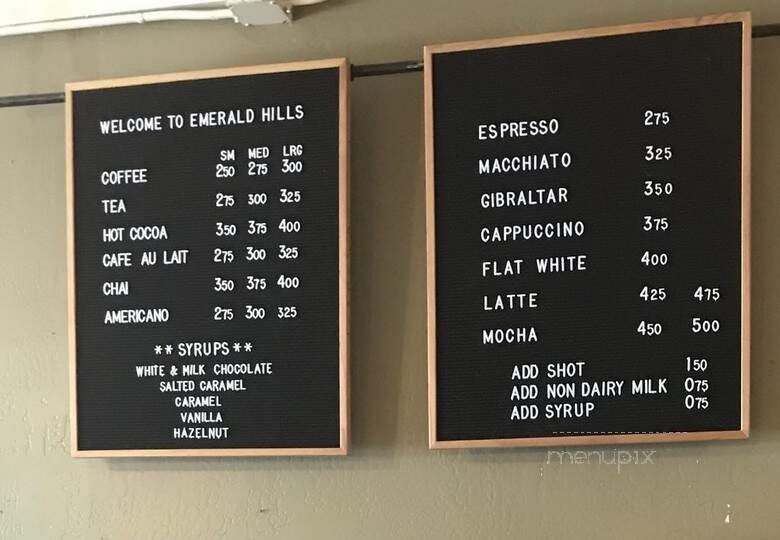 WELCOME TO EMERALD HILLS
SM MED LRG
COFFEE 250 275 300
TEA 275 300 325
HOT COCOA 350 375 400
CAFE AU LAIT 275 300 325
CHAI 350 375 400
AMERICANO 275 300 325
** SYRUPS **
WHITE & MILK CHOCOLATE
SALTED CARAMEL
CARAMEL
VANILLA
HAZELNUT
ESPRESSO 275
MACCHIATO 325
GIBRALTAR 350
CAPPUCCINO 375
FLAT WHITE 400
LATTE 425 475
MOCHA 450 500
ADD SHOT 150
ADD NON DAIRY MILK 075
ADD SYRUP 075
menupix